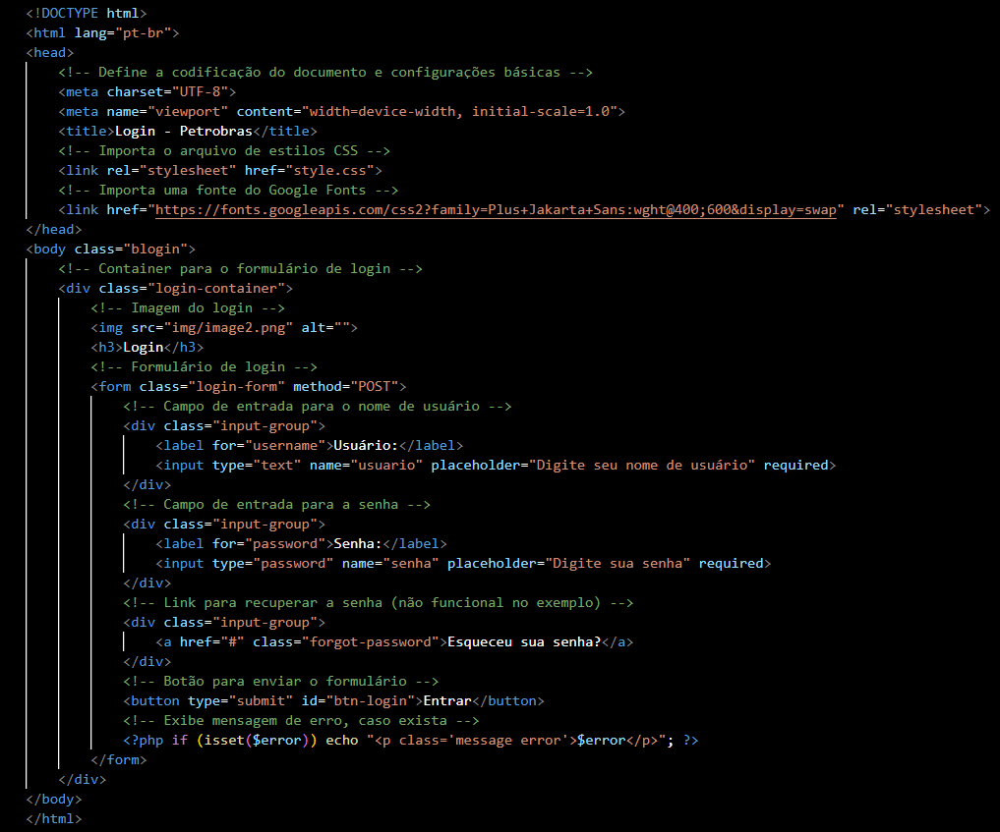 <!DOCTYPE html>
<html lang="pt-br">
<head>
    <!-- Define a codificação do documento e configurações básicas -->
    <meta charset="UTF-8">
    <meta name="viewport" content="width=device-width, initial-scale=1.0">
    <title>Login - Petrobras</title>
    <!-- Importa o arquivo de estilos CSS -->
    <link rel="stylesheet" href="style.css">
    <!-- Importa uma fonte do Google Fonts -->
    <link href="https://fonts.googleapis.com/css2?family=Plus+Jakarta+Sans:wght@400;600&display=swap" rel="stylesheet">
</head>
<body class="blogin">
    <!-- Container para o formulário de login -->
    <div class="login-container">
        <!-- Imagem do login -->
        <img src="img/image2.png" alt="">
        <h3>Login</h3>
        <!-- Formulário de login -->
        <form class="login-form" method="POST">
            <!-- Campo de entrada para o nome de usuário -->
            <div class="input-group">
                <label for="username">Usuário:</label>
                <input type="text" name="usuario" placeholder="Digite seu nome de usuário" required>
            </div>
            <!-- Campo de entrada para a senha -->
            <div class="input-group">
                <label for="password">Senha:</label>
                <input type="password" name="senha" placeholder="Digite sua senha" required>
            </div>
            <!-- Link para recuperar a senha (não funcional no exemplo) -->
            <div class="input-group">
                <a href="#" class="forgot-password">Esqueceu sua senha?</a>
            </div>
            <!-- Botão para enviar o formulário -->
            <button type="submit" id="btn-login">Entrar</button>
            <!-- Exibe mensagem de erro, caso exista -->
            <?php if (isset($error)) echo "<p class='message error'>$error</p>"; ?>
        </form>
    </div>
</body>
</html>